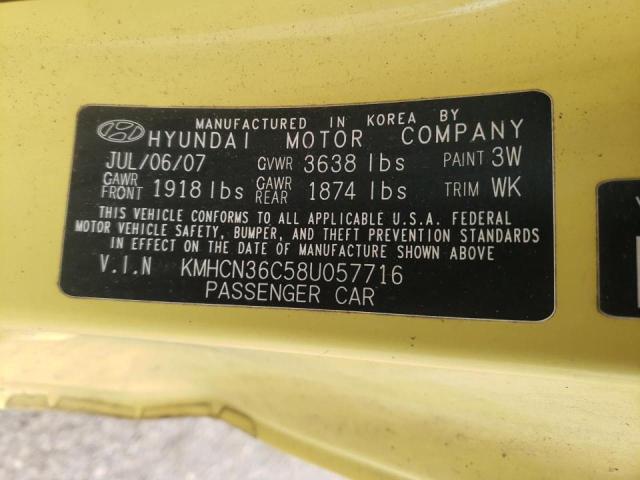 MANUFACTURED IN KOREA BY
HYUNDAI MOTOR COMPANY
JUL/06/07 GVWR 3638 lbs PAINT 3W
GAWR FRONT 1918 lbs GAWR REAR 1874 lbs TRIM WK
THIS VEHICLE CONFORMS TO ALL APPLICABLE U.S.A. FEDERAL
MOTOR VEHICLE SAFETY, BUMPER, AND THEFT PREVENTION STANDARDS
IN EFFECT ON THE DATE OF MANUFACTURE SHOWN ABOVE
V.I.N KMHCN36C58U057716
PASSENGER CAR